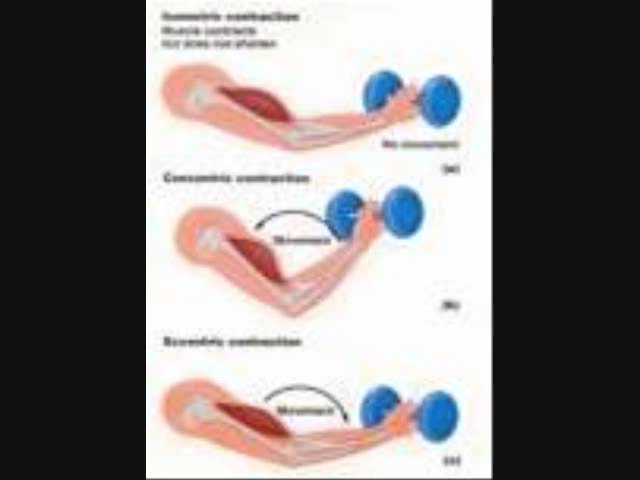 Isometric contraction
Muscle contracts
but does not shorten
No movement
(a)
Concentric contraction
Movement
(b)
Eccentric contraction
Movement
(c)